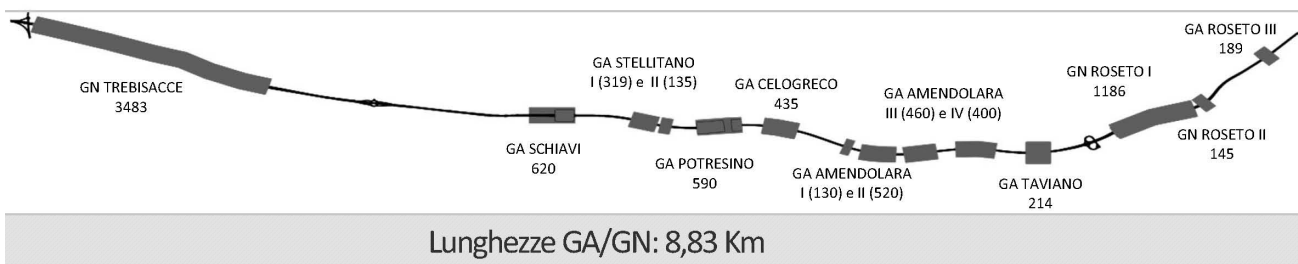 GN TREBISACCE
3483
GA SCHIAVI
620
GA STELLITANO
I (319) e II (135)
GA POTRESINO
590
GA CELOGRECO
435
GA AMENDOLARA
I (130) e II (520)
GA AMENDOLARA
III (460) e IV (400)
GA TAVIANO
214
GN ROSETO I
1186
GN ROSETO II
145
GA ROSETO III
189
Lunghezze GA/GN: 8,83 Km